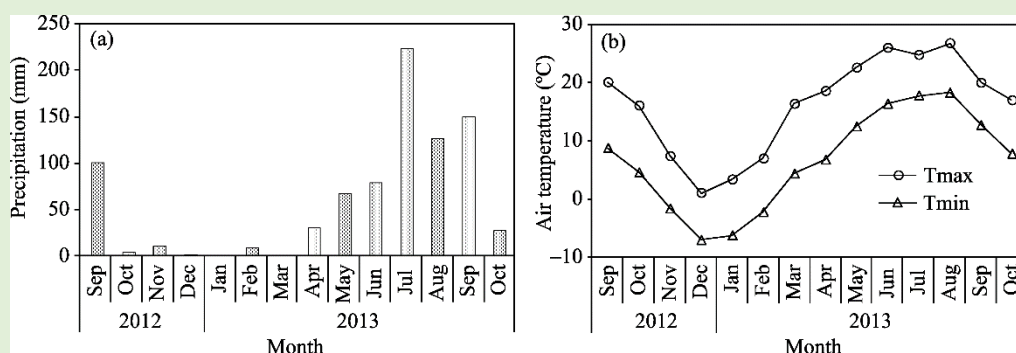 (a)
Precipitation (mm)
250
200
150
100
50
0
Sep
Oct
Nov
Dec
Jan
Feb
Mar
Apr
May
Jun
Jul
Aug
Sep
Oct
2012
2013
Month
(b)
Air temperature (°C)
30
20
10
0
–10
Tmax
Tmin
Sep
Oct
Nov
Dec
Jan
Feb
Mar
Apr
May
Jun
Jul
Aug
Sep
Oct
2012
2013
Month